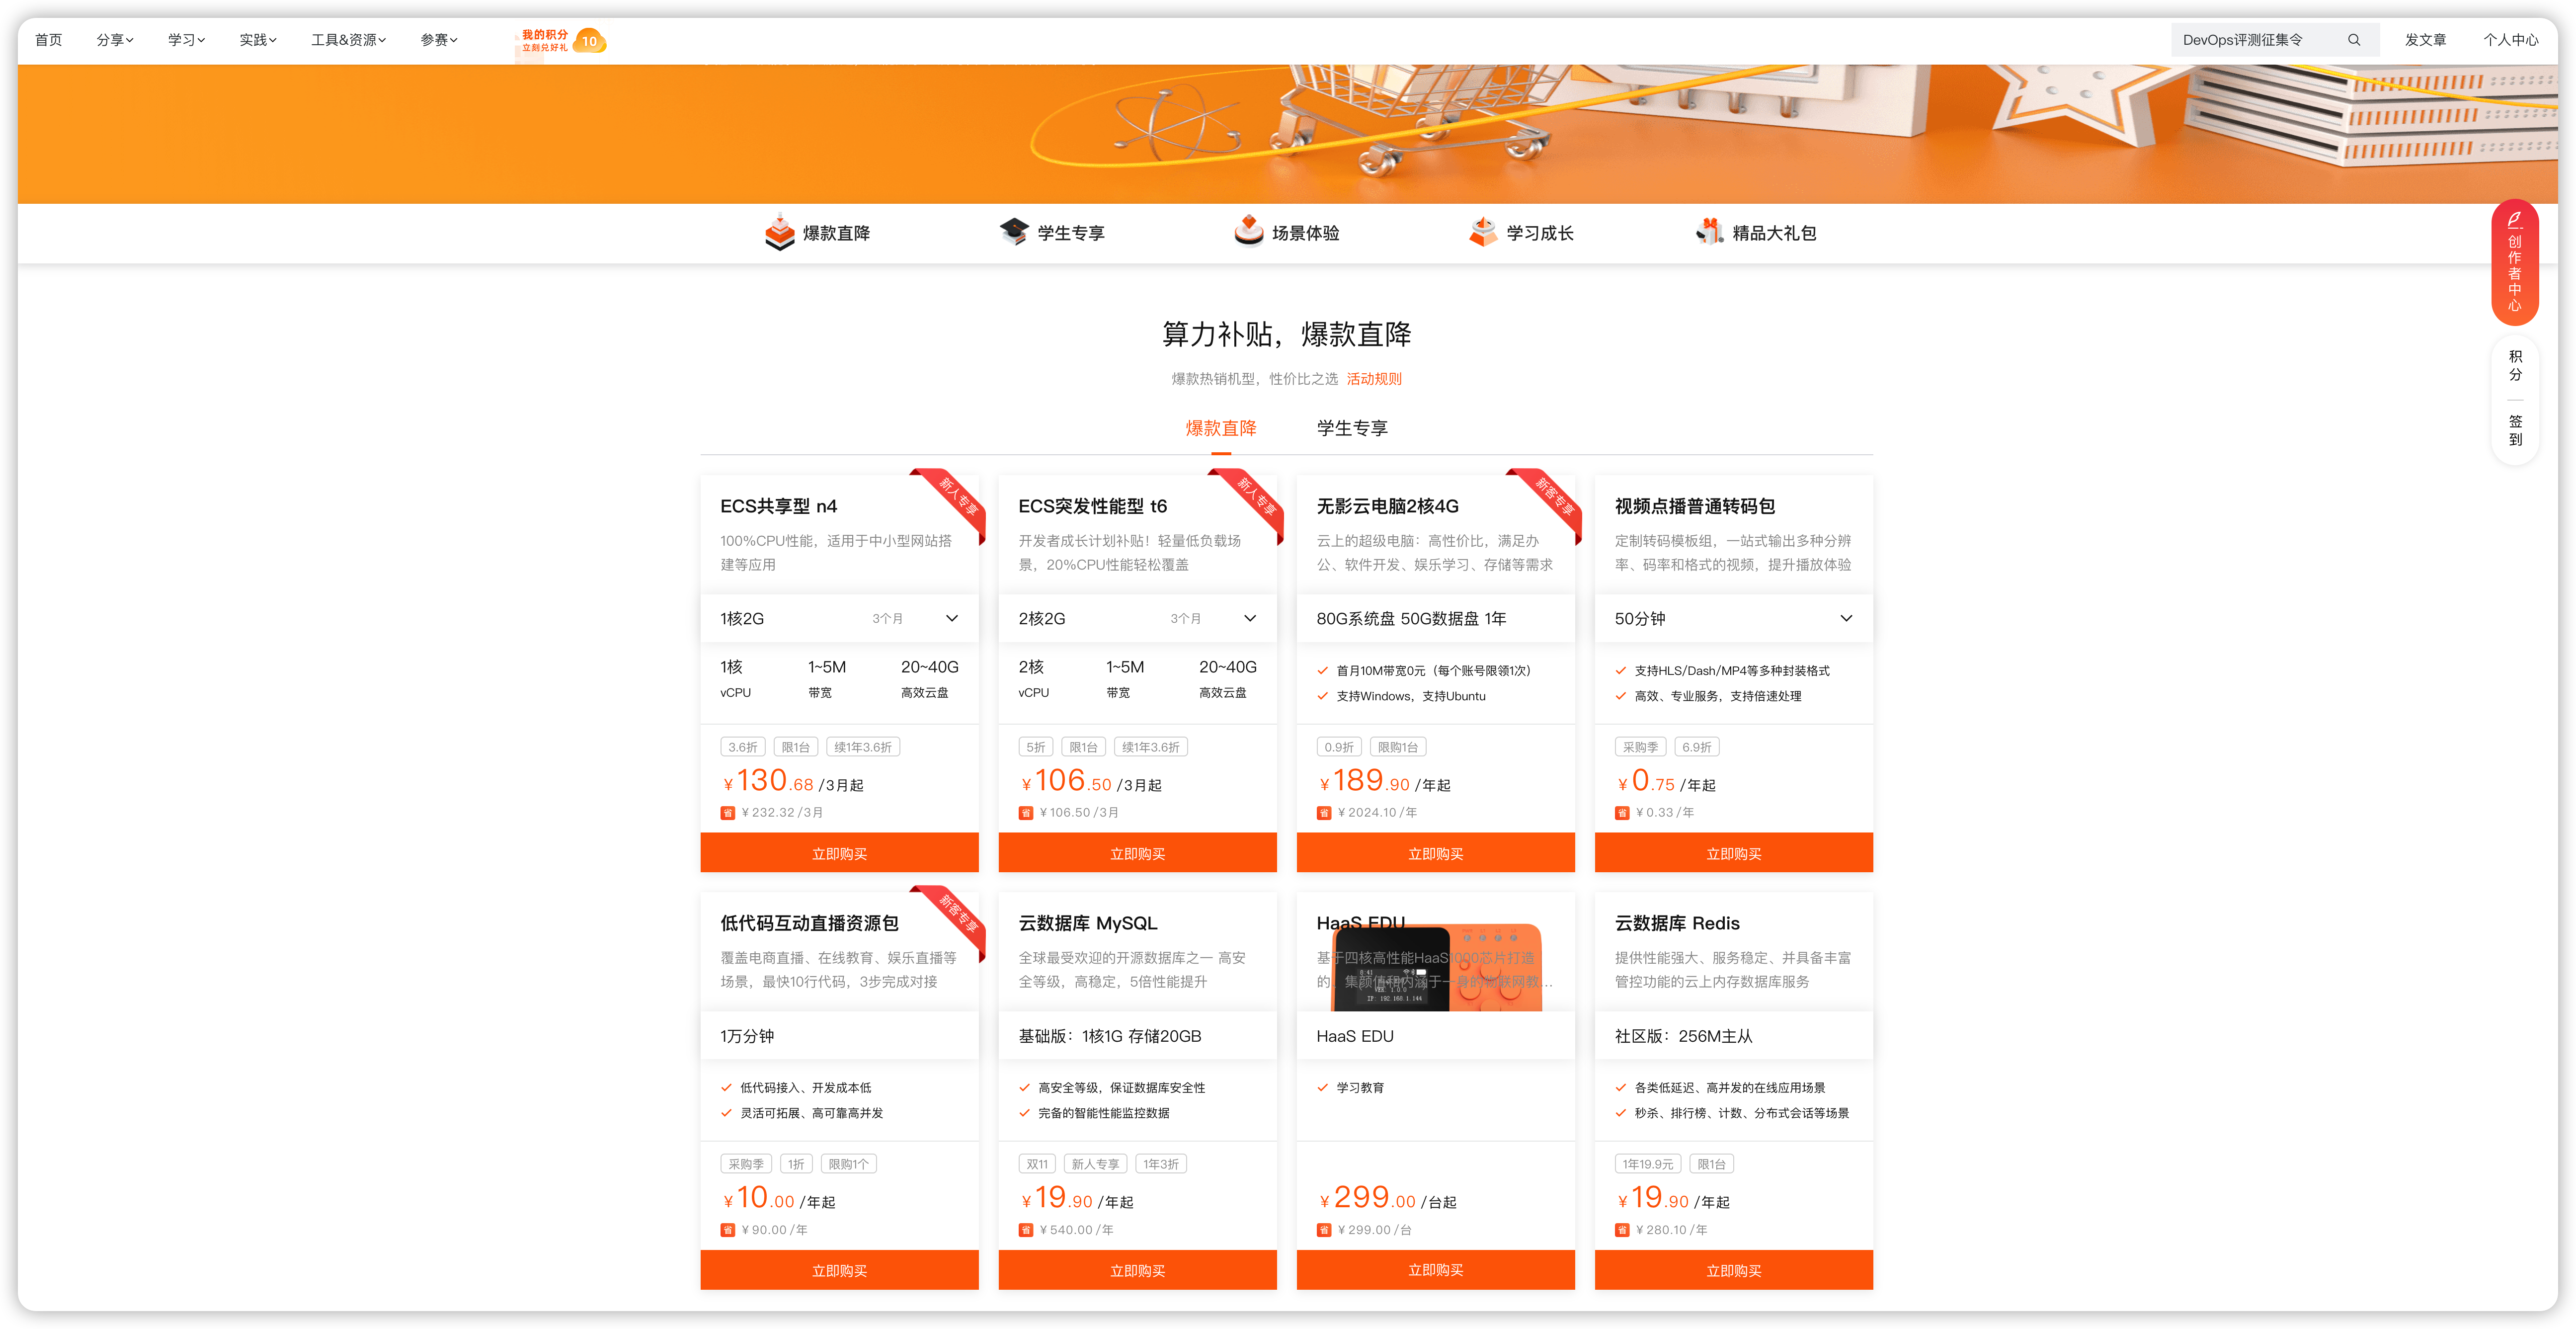 首页 分享 学习 实践 工具&资源 参赛 我的积分 10 DevOps评测征集令 发文章 个人中心
立刻兑好礼
爆款直降 学生专享 场景体验 学习成长 精品大礼包
创作者中心
积分
签到
算力补贴，爆款直降
爆款热销机型，性价比之选 活动规则
爆款直降 学生专享
新人专享
ECS共享型 n4
100%CPU性能，适用于中小型网站搭
建等应用
1核2G 3个月
1核 1~5M 20~40G
vCPU 带宽 高效云盘
3.6折 限1台 续1年3.6折
¥130.68 /3月起
省 ¥232.32/3月
立即购买
新人专享
ECS突发性能型 t6
开发者成长计划补贴！轻量低负载场
景，20%CPU性能轻松覆盖
2核2G 3个月
2核 1~5M 20~40G
vCPU 带宽 高效云盘
5折 限1台 续1年3.6折
¥106.50 /3月起
省 ¥106.50/3月
立即购买
新客专享
无影云电脑2核4G
云上的超级电脑：高性价比，满足办
公、软件开发、娱乐学习、存储等需求
80G系统盘 50G数据盘 1年
首月10M带宽0元（每个账号限领1次）
支持Windows，支持Ubuntu
0.9折 限购1台
¥189.90 /年起
省 ¥2024.10/年
立即购买
视频点播普通转码包
定制转码模板组，一站式输出多种分辨
率、码率和格式的视频，提升播放体验
50分钟
支持HLS/Dash/MP4等多种封装格式
高效、专业服务，支持倍速处理
采购季 6.9折
¥0.75 /年起
省 ¥0.33/年
立即购买
新客专享
低代码互动直播资源包
覆盖电商直播、在线教育、娱乐直播等
场景，最快10行代码，3步完成对接
1万分钟
低代码接入、开发成本低
灵活可拓展、高可靠高并发
采购季 1折 限购1个
¥10.00 /年起
省 ¥90.00/年
立即购买
云数据库 MySQL
全球最受欢迎的开源数据库之一 高安
全等级，高稳定，5倍性能提升
基础版：1核1G 存储20GB
高安全等级，保证数据库安全性
完备的智能性能监控数据
双11 新人专享 1年3折
¥19.90 /年起
省 ¥540.00/年
立即购买
HaaS EDU
基于四核高性能HaaS1000芯片打造
的、集颜值和内涵于一身的物联网教...
IP: 192.168.1.144
HaaS EDU
学习教育
¥299.00 /台起
省 ¥299.00/台
立即购买
云数据库 Redis
提供性能强大、服务稳定、并具备丰富
管控功能的云上内存数据库服务
社区版：256M主从
各类低延迟、高并发的在线应用场景
秒杀、排行榜、计数、分布式会话等场景
1年19.9元 限1台
¥19.90 /年起
省 ¥280.10/年
立即购买